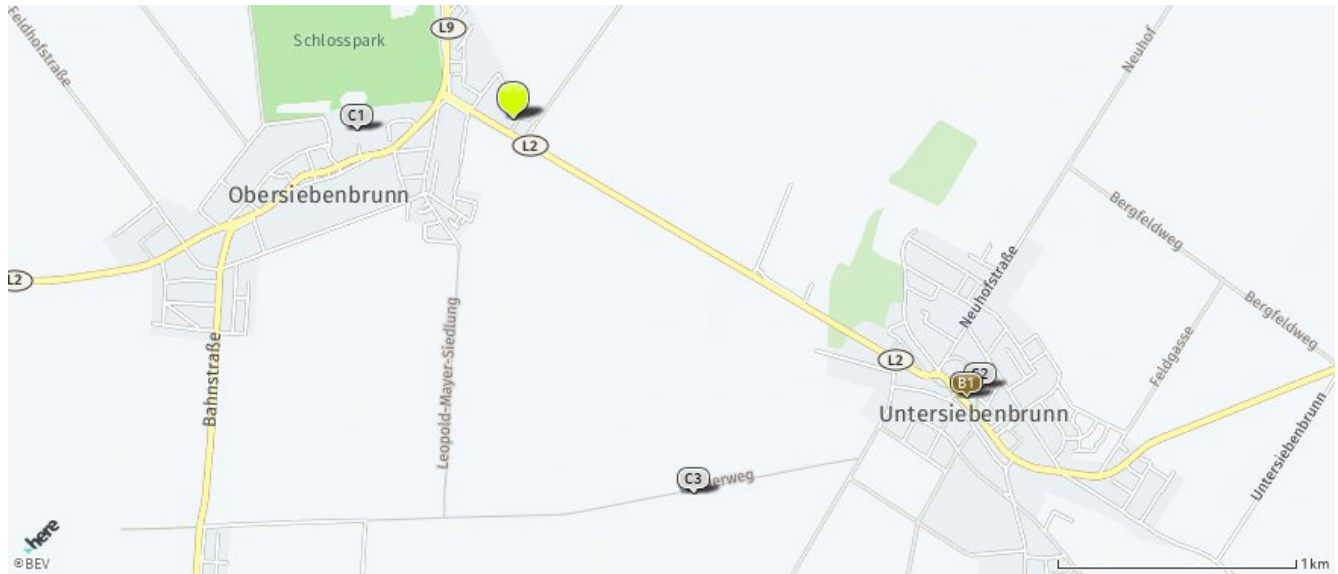 Feldhofstraße
Schlosspark
L9
Neuhof
C1
L2
Obersiebenbrunn
Bergfeldweg
L2
Neuhofstraße
Bergfeldweg
Leopold-Mayer-Siedlung
Bahnstraße
L2
Feldgasse
C2
B1
Untersiebenbrunn
Untersiebenbrunn
C3
here
©BEV
1km